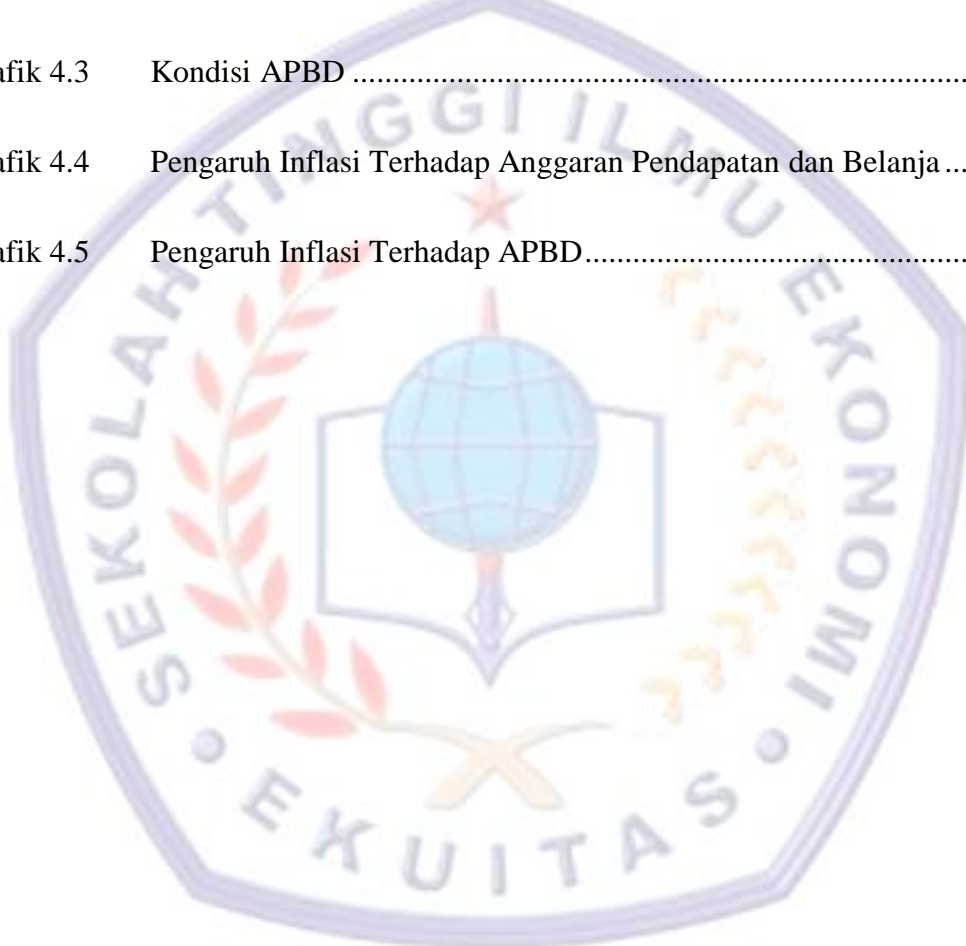 afik 4.3 Kondisi APBD ............................................................................
afik 4.4 Pengaruh Inflasi Terhadap Anggaran Pendapatan dan Belanja ...
afik 4.5 Pengaruh Inflasi Terhadap APBD...............................................
SEKOLAH TINGGI ILMU EKONOMI
EKUITAS